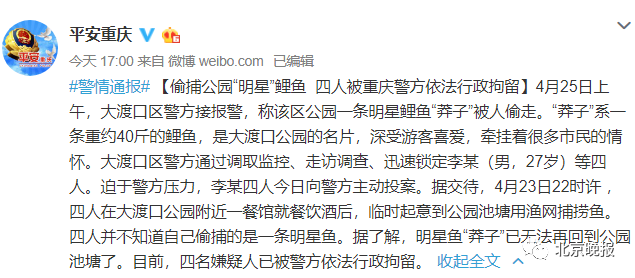 平安重庆
今天 17:00 来自 微博 weibo.com 已编辑
#警情通报# 【偷捕公园“明星”鲤鱼 四人被重庆警方依法行政拘留】4月25日上
午，大渡口区警方接报警，称该区公园一条明星鲤鱼“莽子”被人偷走。“莽子”系一
条重约40斤的鲤鱼，是大渡口公园的名片，深受游客喜爱，牵挂着很多市民的情
怀。大渡口区警方通过调取监控、走访调查、迅速锁定李某（男，27岁）等四
人。迫于警方压力，李某四人今日向警方主动投案。据交待，4月23日22时许，
四人在大渡口公园附近一餐馆就餐饮酒后，临时起意到公园池塘用渔网捕捞鱼。
四人并不知道自己偷捕的是一条明星鱼。据了解，明星鱼“莽子”已无法再回到公园
池塘了。目前，四名嫌疑人已被警方依法行政拘留。 收起全文
平安重庆
北京晚报